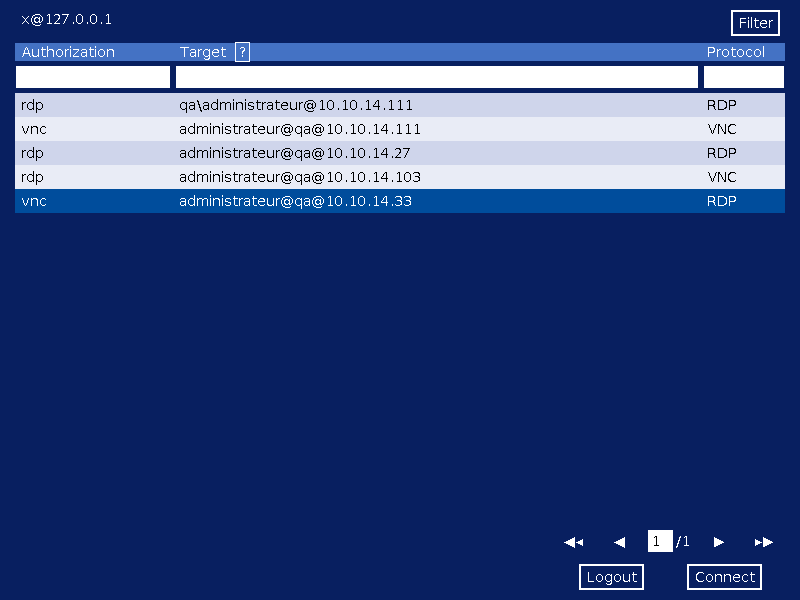 x@127.0.0.1
Filter
Authorization Target ? Protocol
rdp qa\administrateur@10.10.14.111 RDP
vnc administrateur@qa@10.10.14.111 VNC
rdp administrateur@qa@10.10.14.27 RDP
rdp administrateur@qa@10.10.14.103 VNC
vnc administrateur@qa@10.10.14.33 RDP
1 /1
Logout Connect